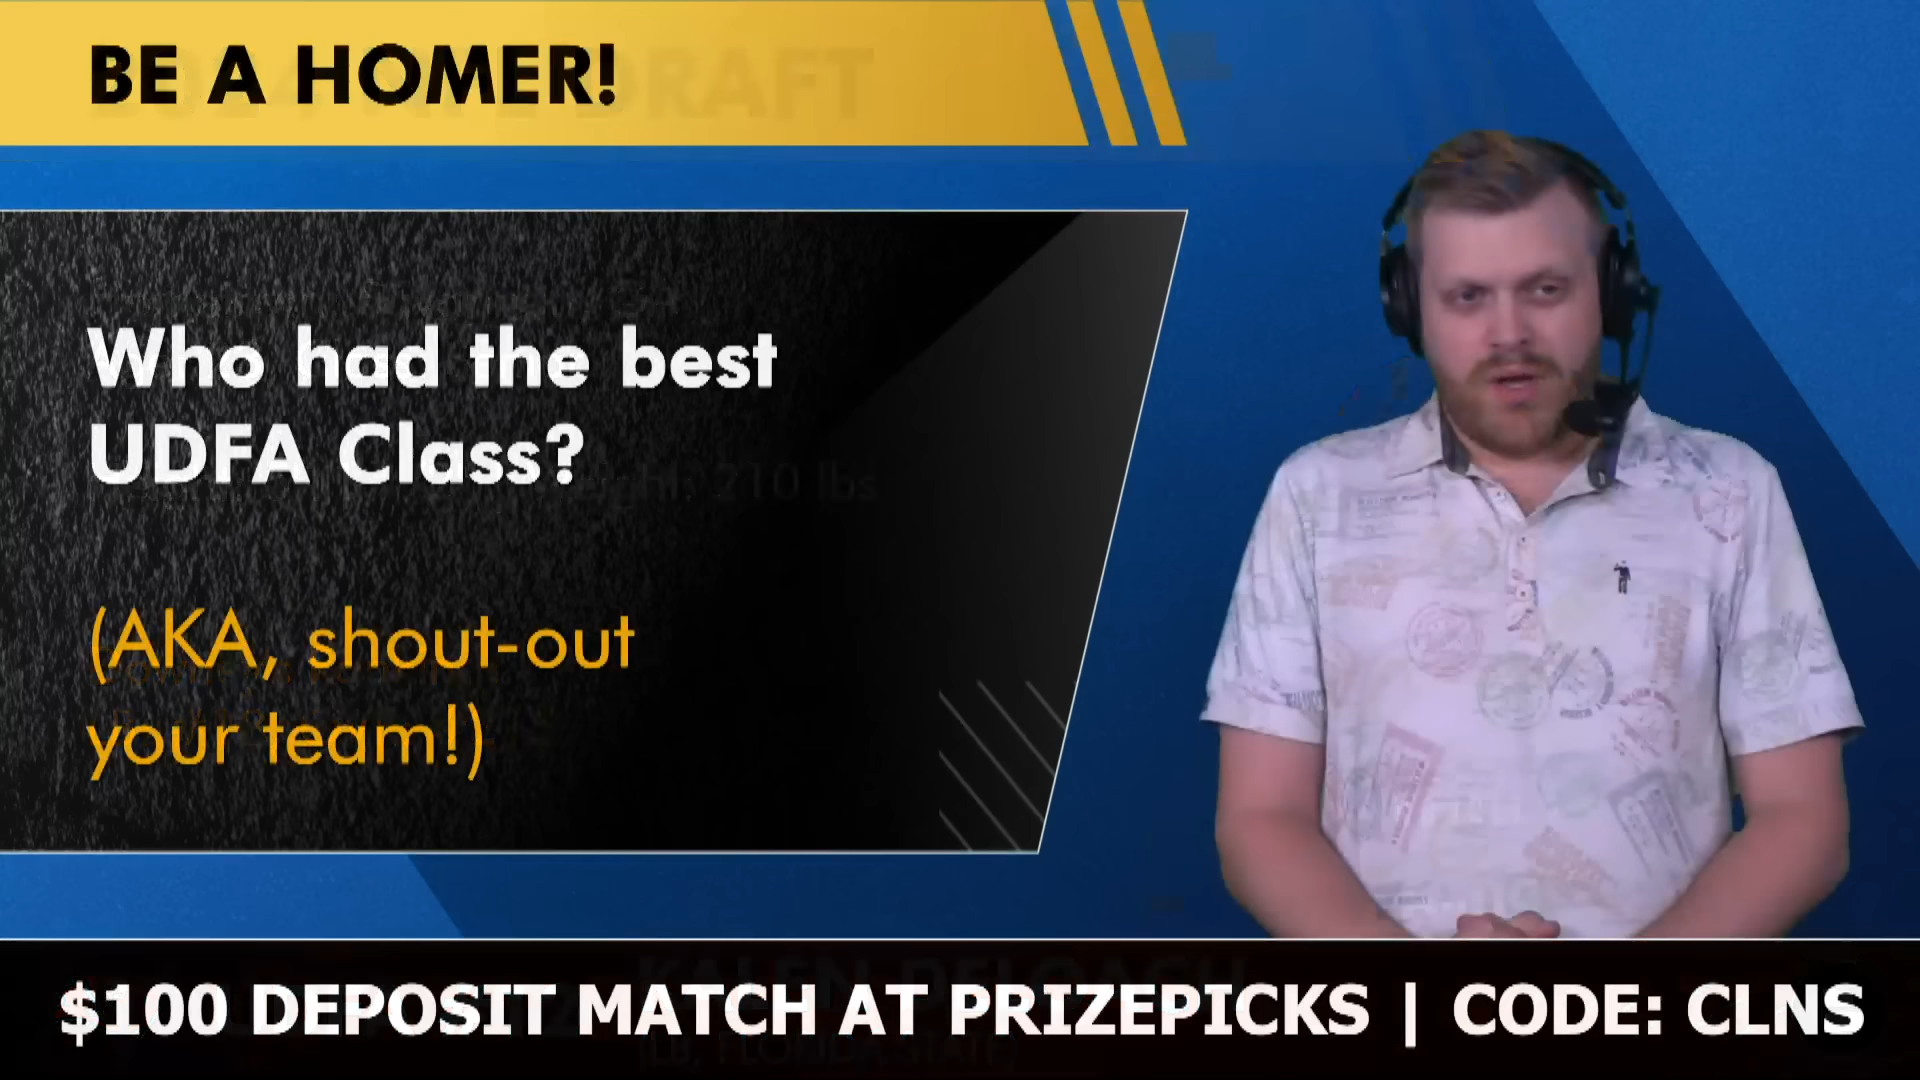 BE A HOMER!
Who had the best
UDFA Class?
(AKA, shout-out
your team!)
$100 DEPOSIT MATCH AT PRIZEPICKS | CODE: CLNS